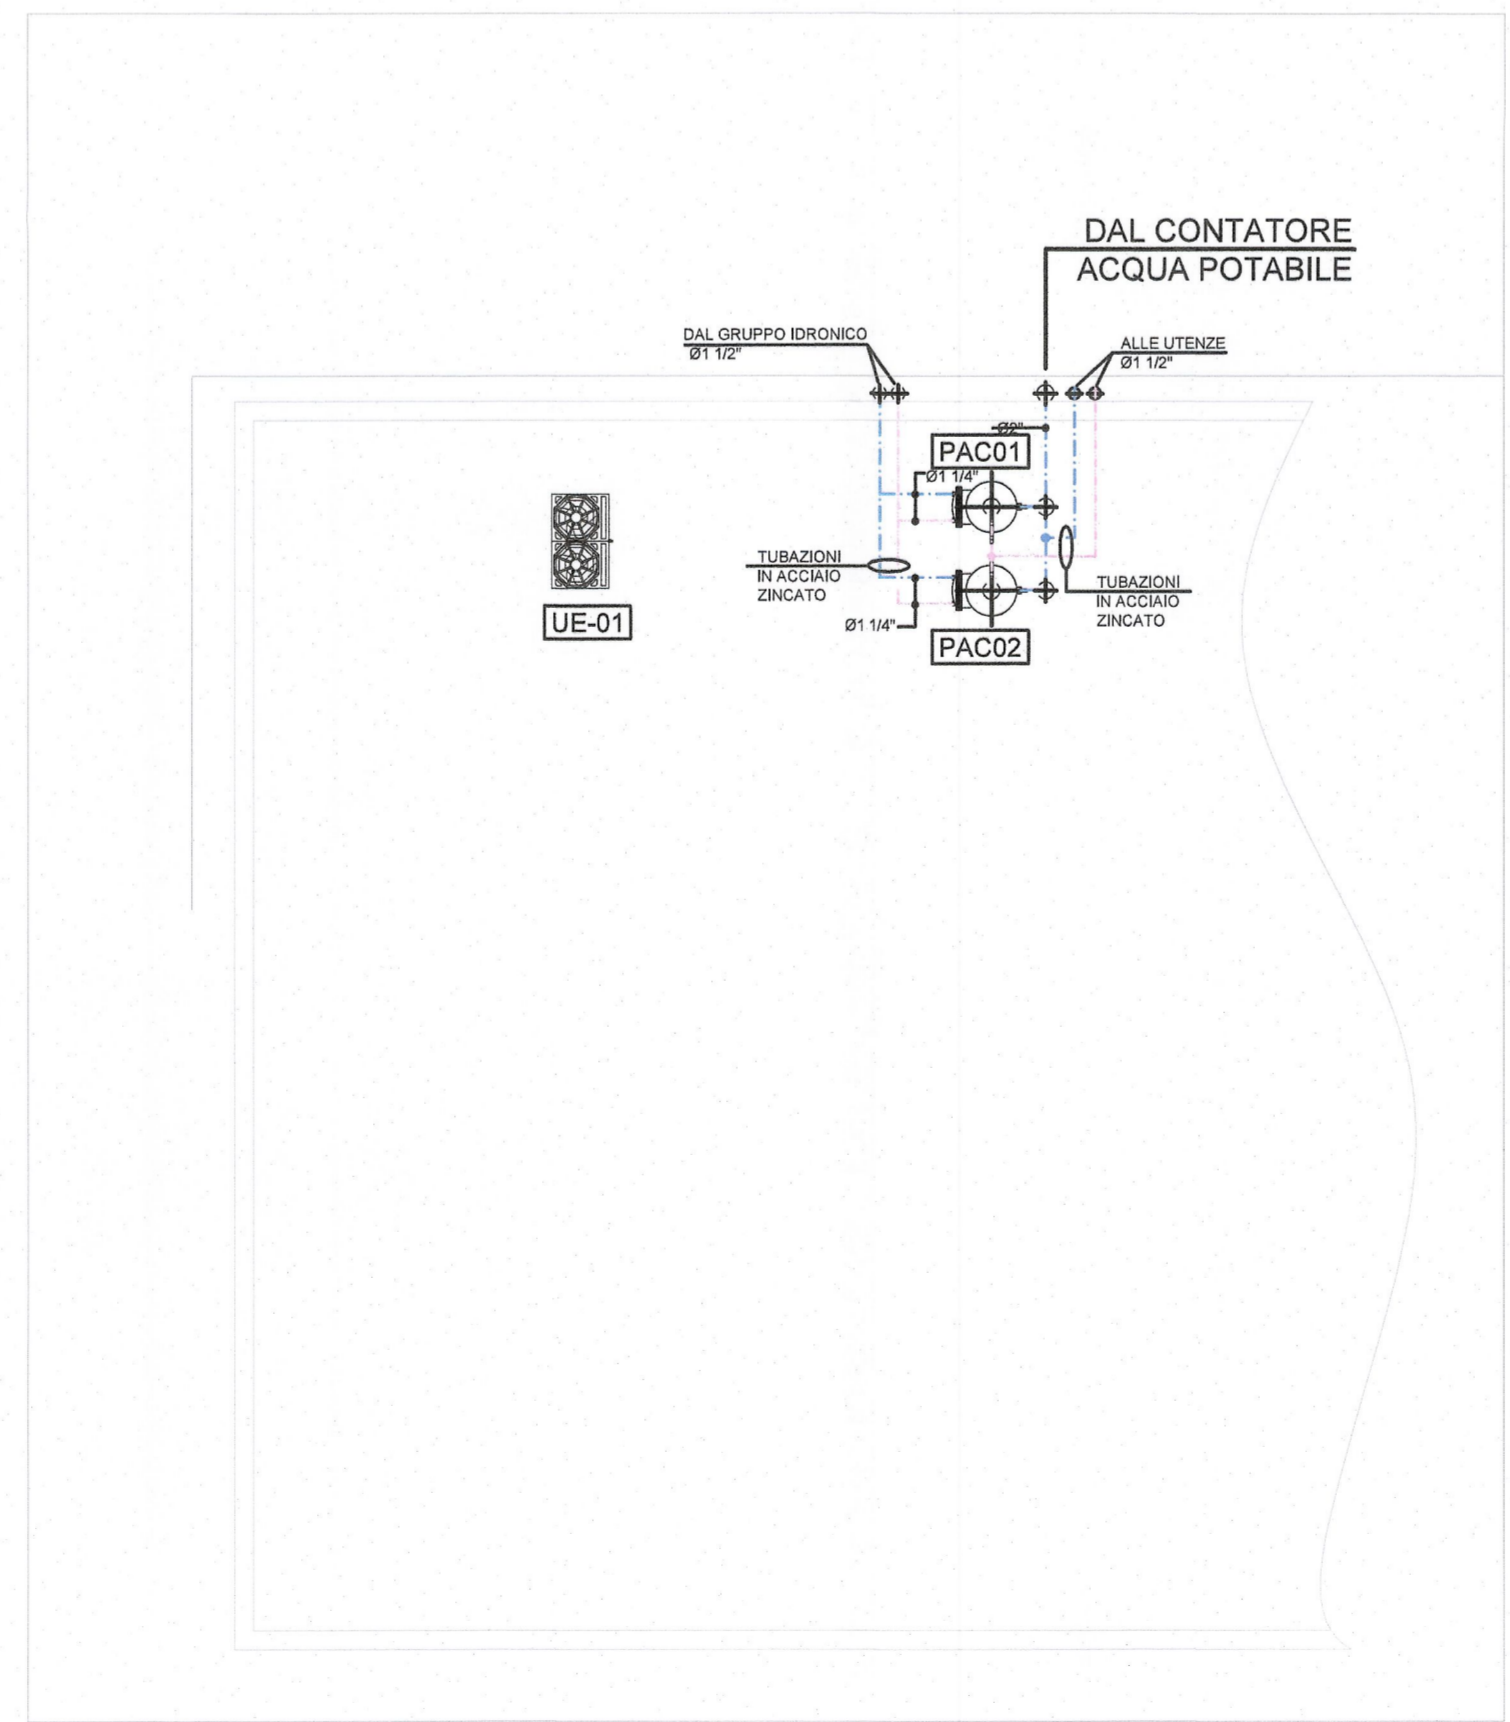 DAL CONTATORE
ACQUA POTABILE
DAL GRUPPO IDRONICO
Ø1 1/2"
ALLE UTENZE
Ø1 1/2"
Ø2"
PAC01
Ø1 1/4"
TUBAZIONI
IN ACCIAIO
ZINCATO
TUBAZIONI
IN ACCIAIO
ZINCATO
UE-01
Ø1 1/4"
PAC02